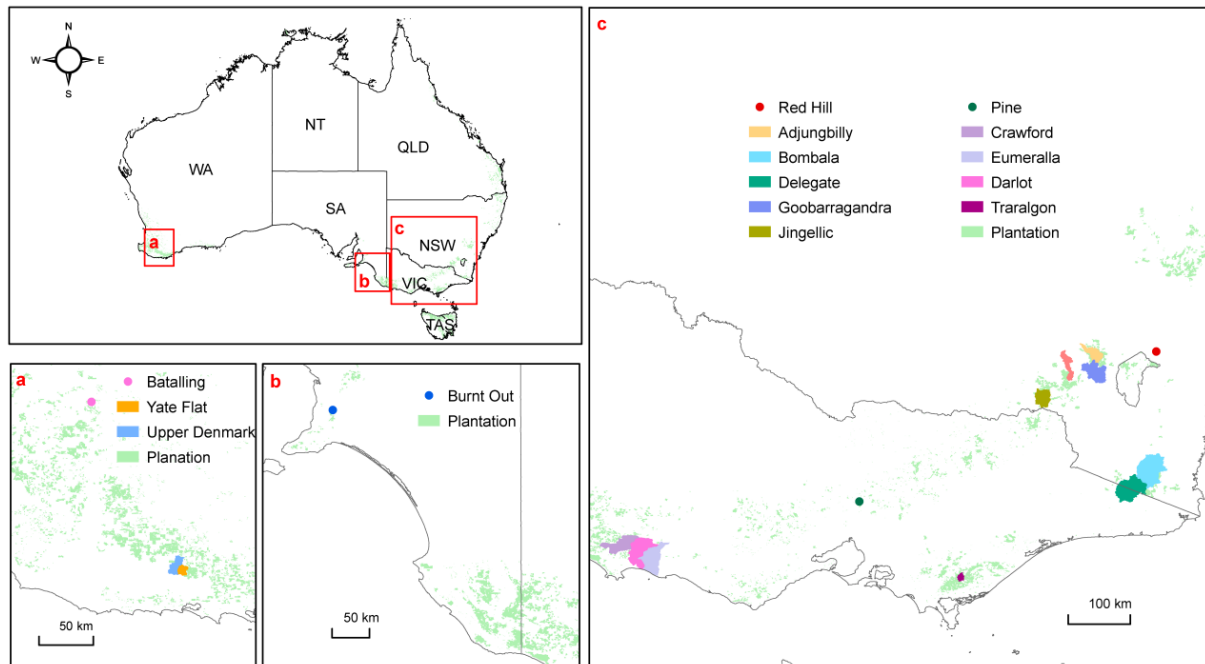 N
W E
S
NT
QLD
WA
SA
NSW
VIC
TAS
a
b
c
a
Batalling
Yate Flat
Upper Denmark
Planation
50 km
b
Burnt Out
Plantation
50 km
c
Red Hill
Adjungbilly
Bombala
Delegate
Goobarragandra
Jingellic
Pine
Crawford
Eumeralla
Darlot
Traralgon
Plantation
100 km